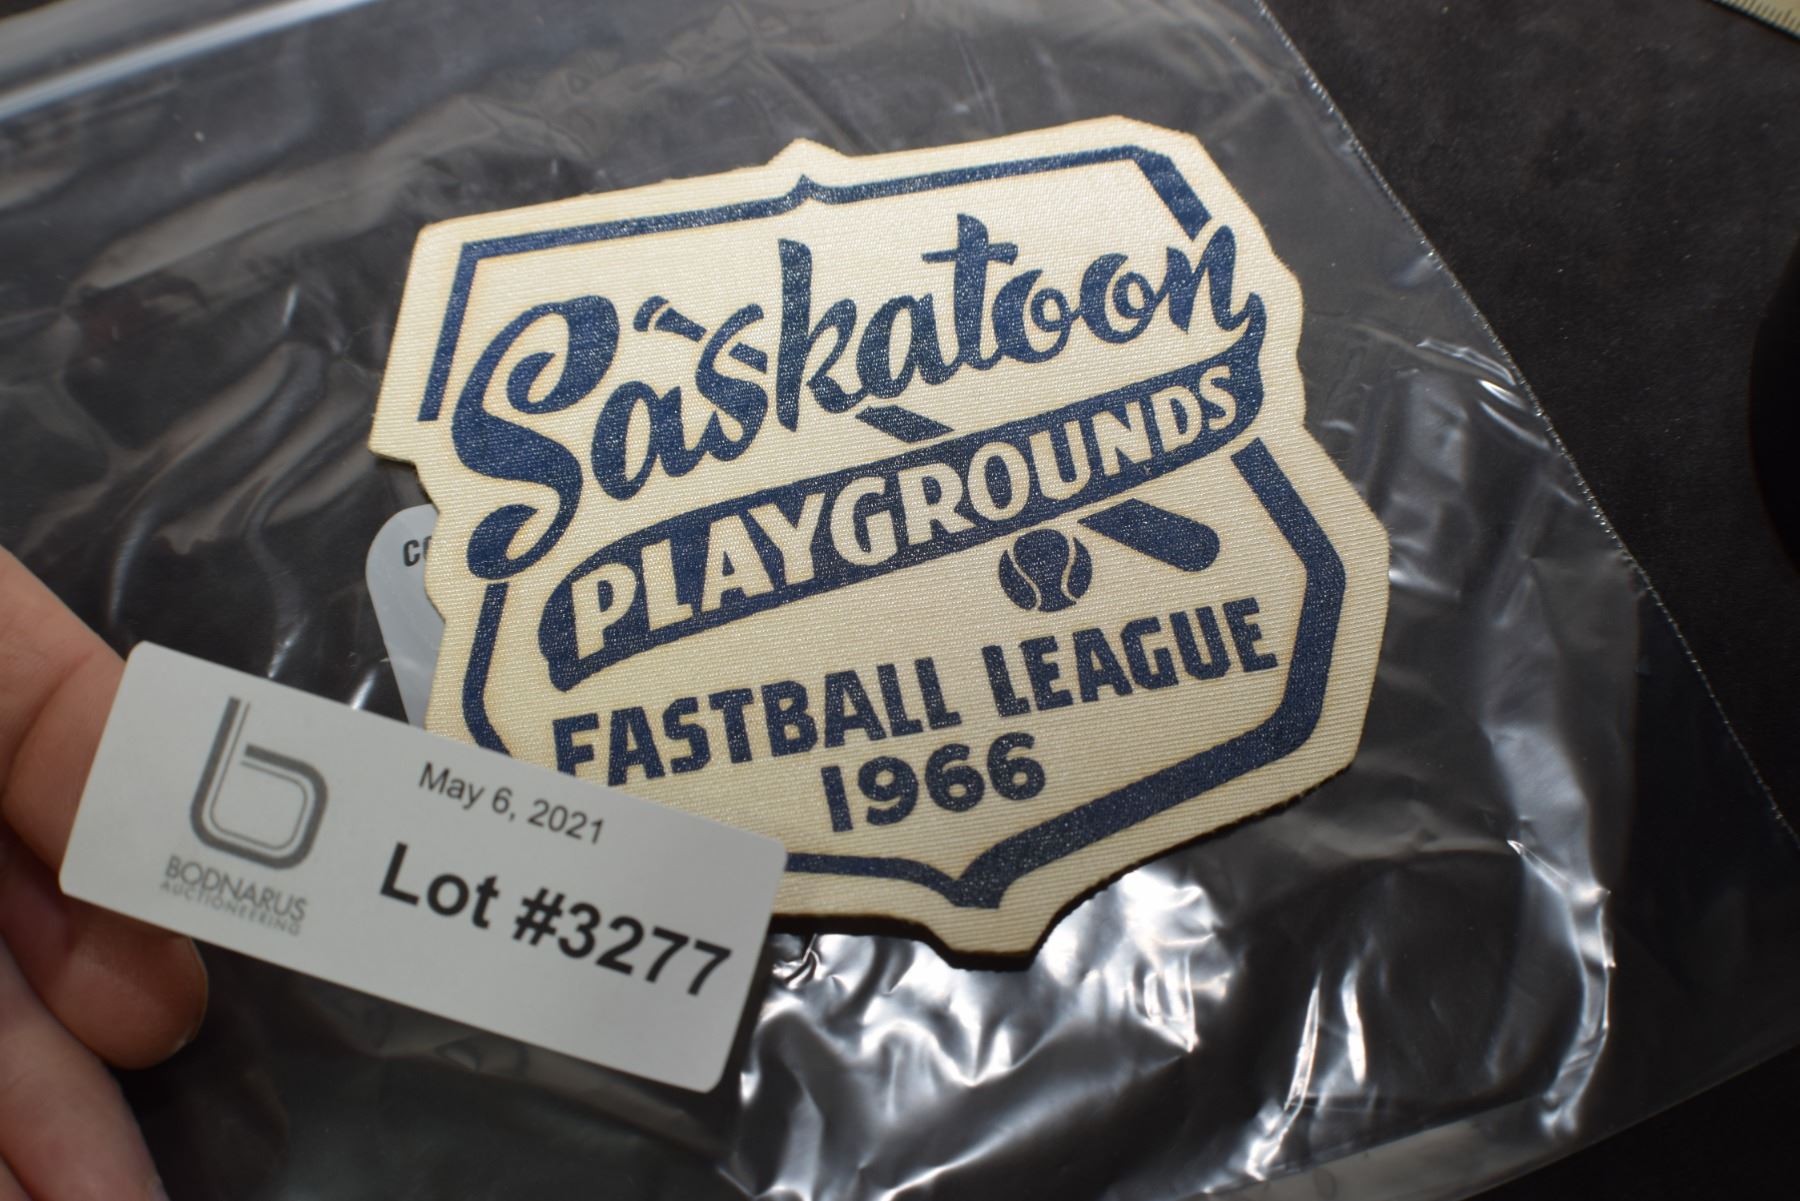 Saskatoon
PLAYGROUNDS
FASTBALL LEAGUE
1966
May 6, 2021
Lot #3277
BODNARUS
AUCTIONEERING